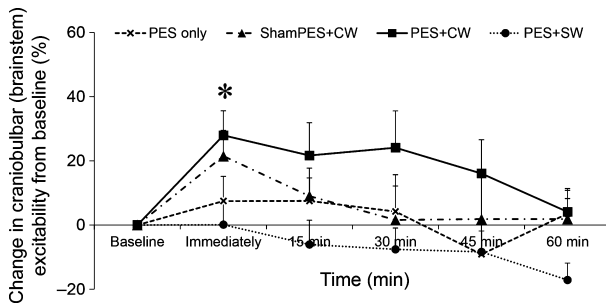 PES only
ShamPES+CW
PES+CW
PES+SW
Change in craniobulbar (brainstem)
excitability from baseline (%)
60
40
20
0
−20
*
Baseline
Immediately
15 min
30 min
45 min
60 min
Time (min)